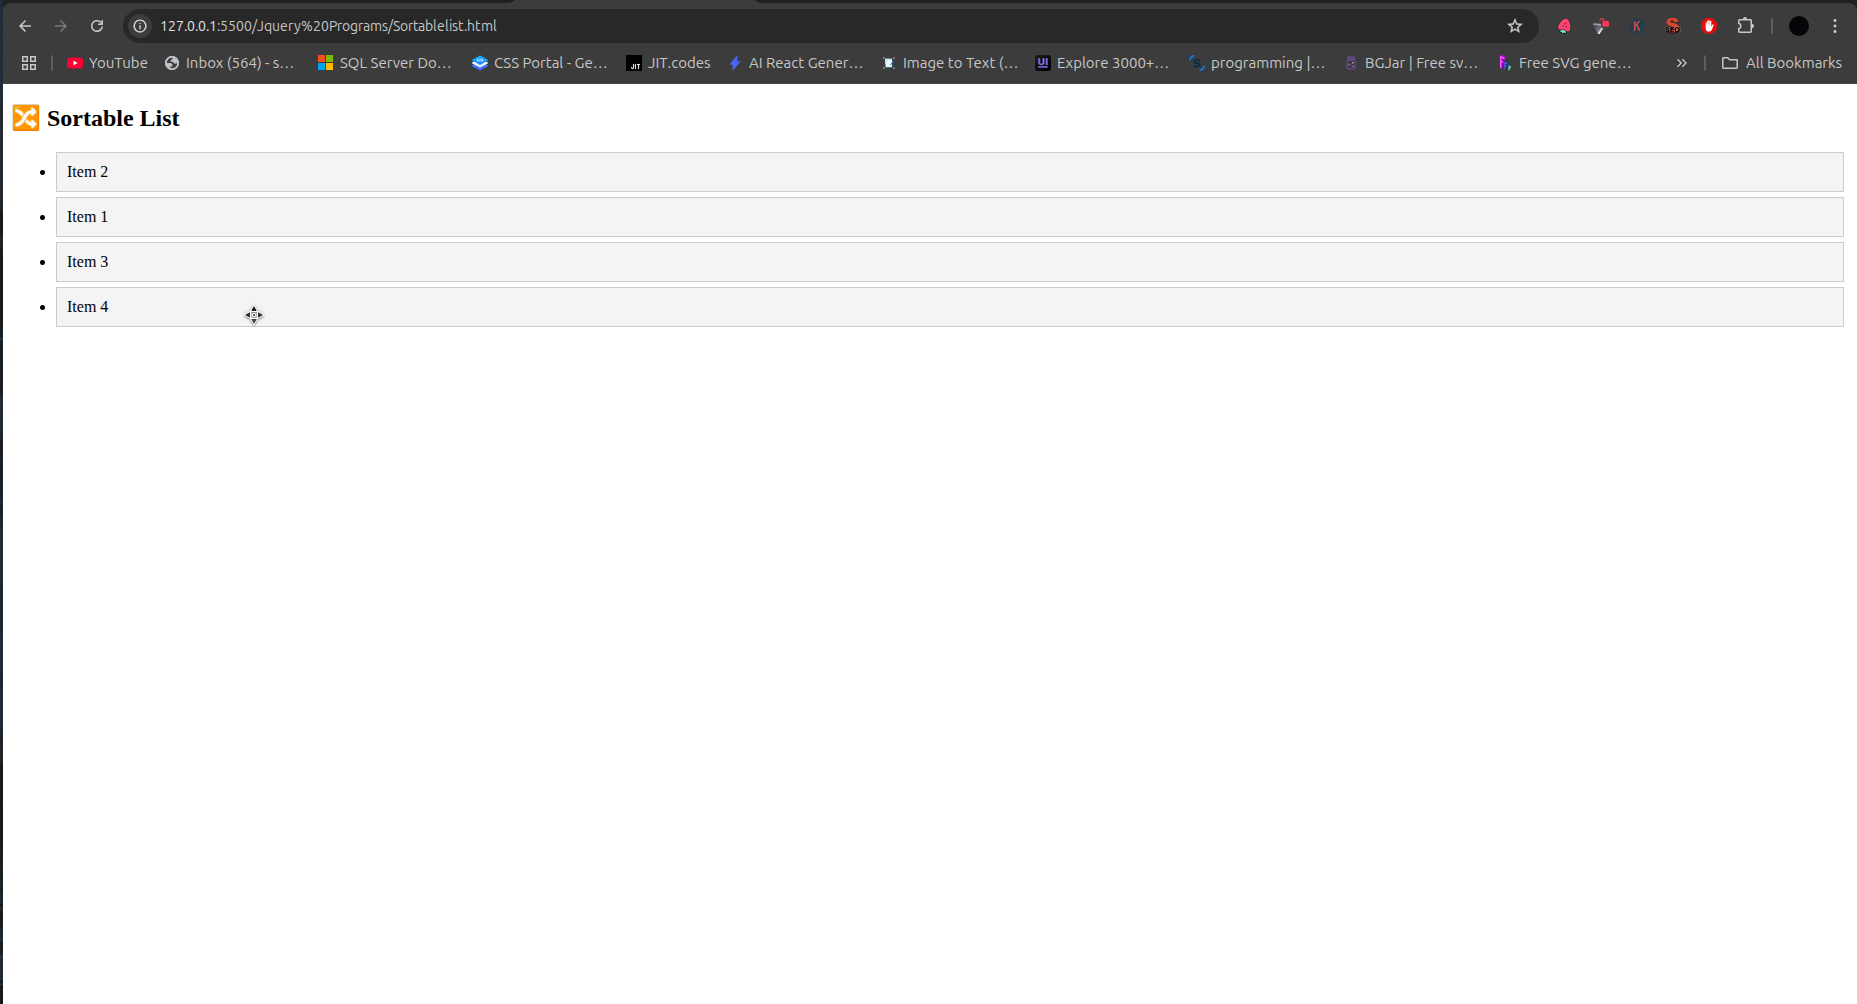 127.0.0.1:5500/Jquery%20Programs/Sortablelist.html
YouTube Inbox (564) - s... SQL Server Do... CSS Portal - Ge... JIT.codes AI React Gener... Image to Text (... Explore 3000+... programming |... BGJar | Free sv... Free SVG gene... » All Bookmarks
Sortable List
Item 2
Item 1
Item 3
Item 4